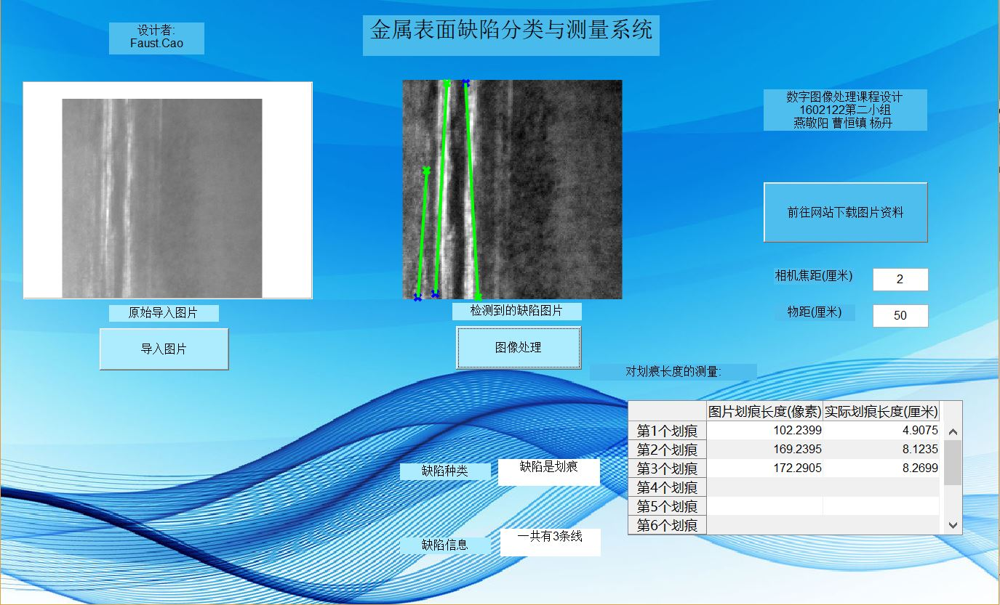 设计者:
Faust.Cao
金属表面缺陷分类与测量系统
数字图像处理课程设计
1602122第二小组
燕敬阳 曹恒镇 杨丹
前往网站下载图片资料
相机焦距(厘米)
2
物距(厘米)
50
原始导入图片
导入图片
检测到的缺陷图片
图像处理
对划痕长度的测量:
图片划痕长度(像素) 实际划痕长度(厘米)
第1个划痕 102.2399 4.9075
第2个划痕 169.2395 8.1235
第3个划痕 172.2905 8.2699
第4个划痕
第5个划痕
第6个划痕
缺陷种类
缺陷是划痕
缺陷信息
一共有3条线